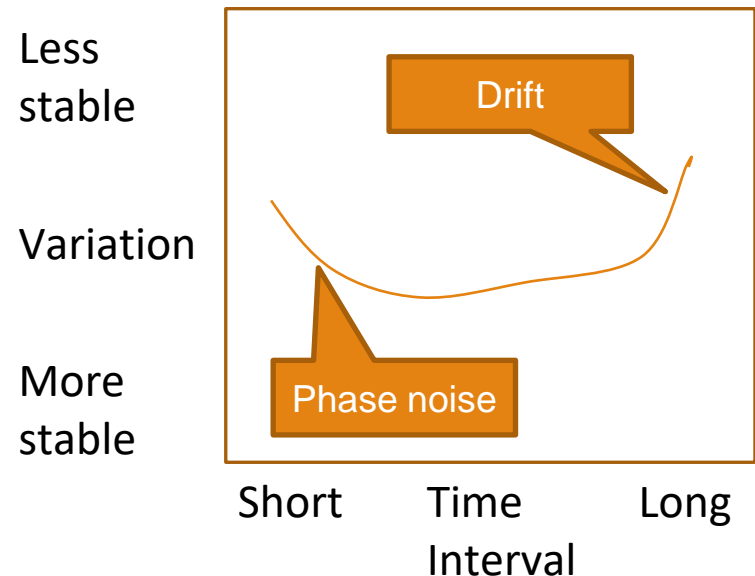 Less
stable
Drift
Variation
More
stable
Phase noise
Short Time Long
Interval